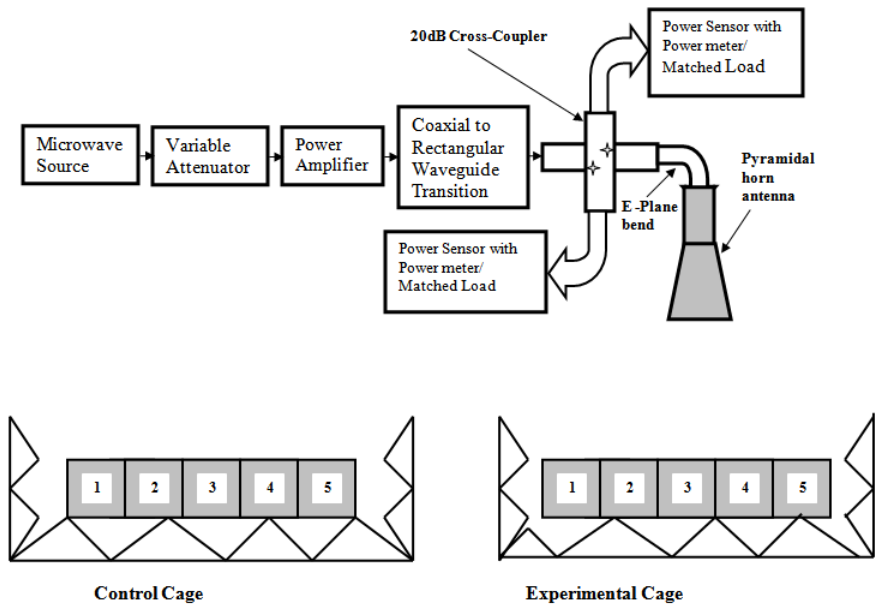 20dB Cross-Coupler
Power Sensor with
Power meter/
Matched Load
Microwave
Source
Variable
Attenuator
Power
Amplifier
Coaxial to
Rectangular
Waveguide
Transition
Pyramidal
horn
antenna
E -Plane
bend
Power Sensor with
Power meter/
Matched Load
1 2 3 4 5
1 2 3 4 5
Control Cage
Experimental Cage